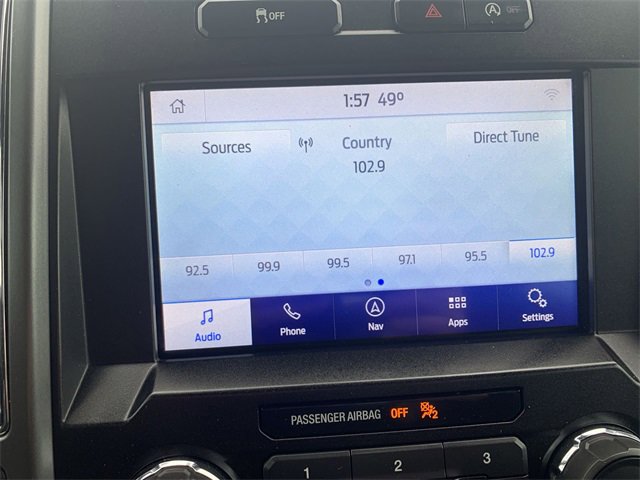 OFF OFF
1:57 49°
Sources Country Direct Tune
102.9
92.5 99.9 99.5 97.1 95.5 102.9
Audio Phone Nav Apps Settings
PASSENGER AIRBAG OFF 2
1 2 3